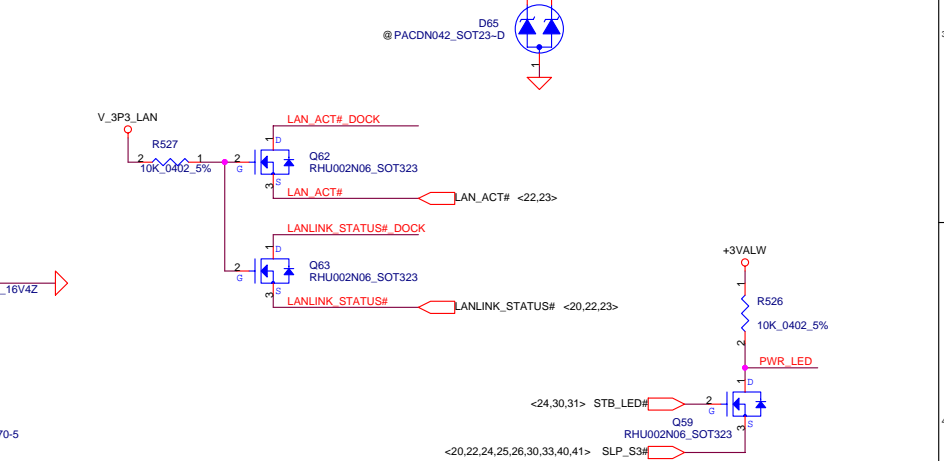 D65
@ PACDN042_SOT23~D
1
3
V_3P3_LAN
LAN_ACT#_DOCK
R527
2
1
10K_0402_5%
1
D
2
G
Q62
RHU002N06_SOT323
S
3
LAN_ACT#
LAN_ACT# <22,23>
LANLINK_STATUS#_DOCK
1
D
2
G
Q63
RHU002N06_SOT323
S
3
LANLINK_STATUS#
LANLINK_STATUS# <20,22,23>
_16V4Z
+3VALW
1
R526
10K_0402_5%
2
PWR_LED
1
D
<24,30,31> STB_LED#
2
G
Q59
RHU002N06_SOT323
S
3
<20,22,24,25,26,30,33,40,41> SLP_S3#
70-5
4